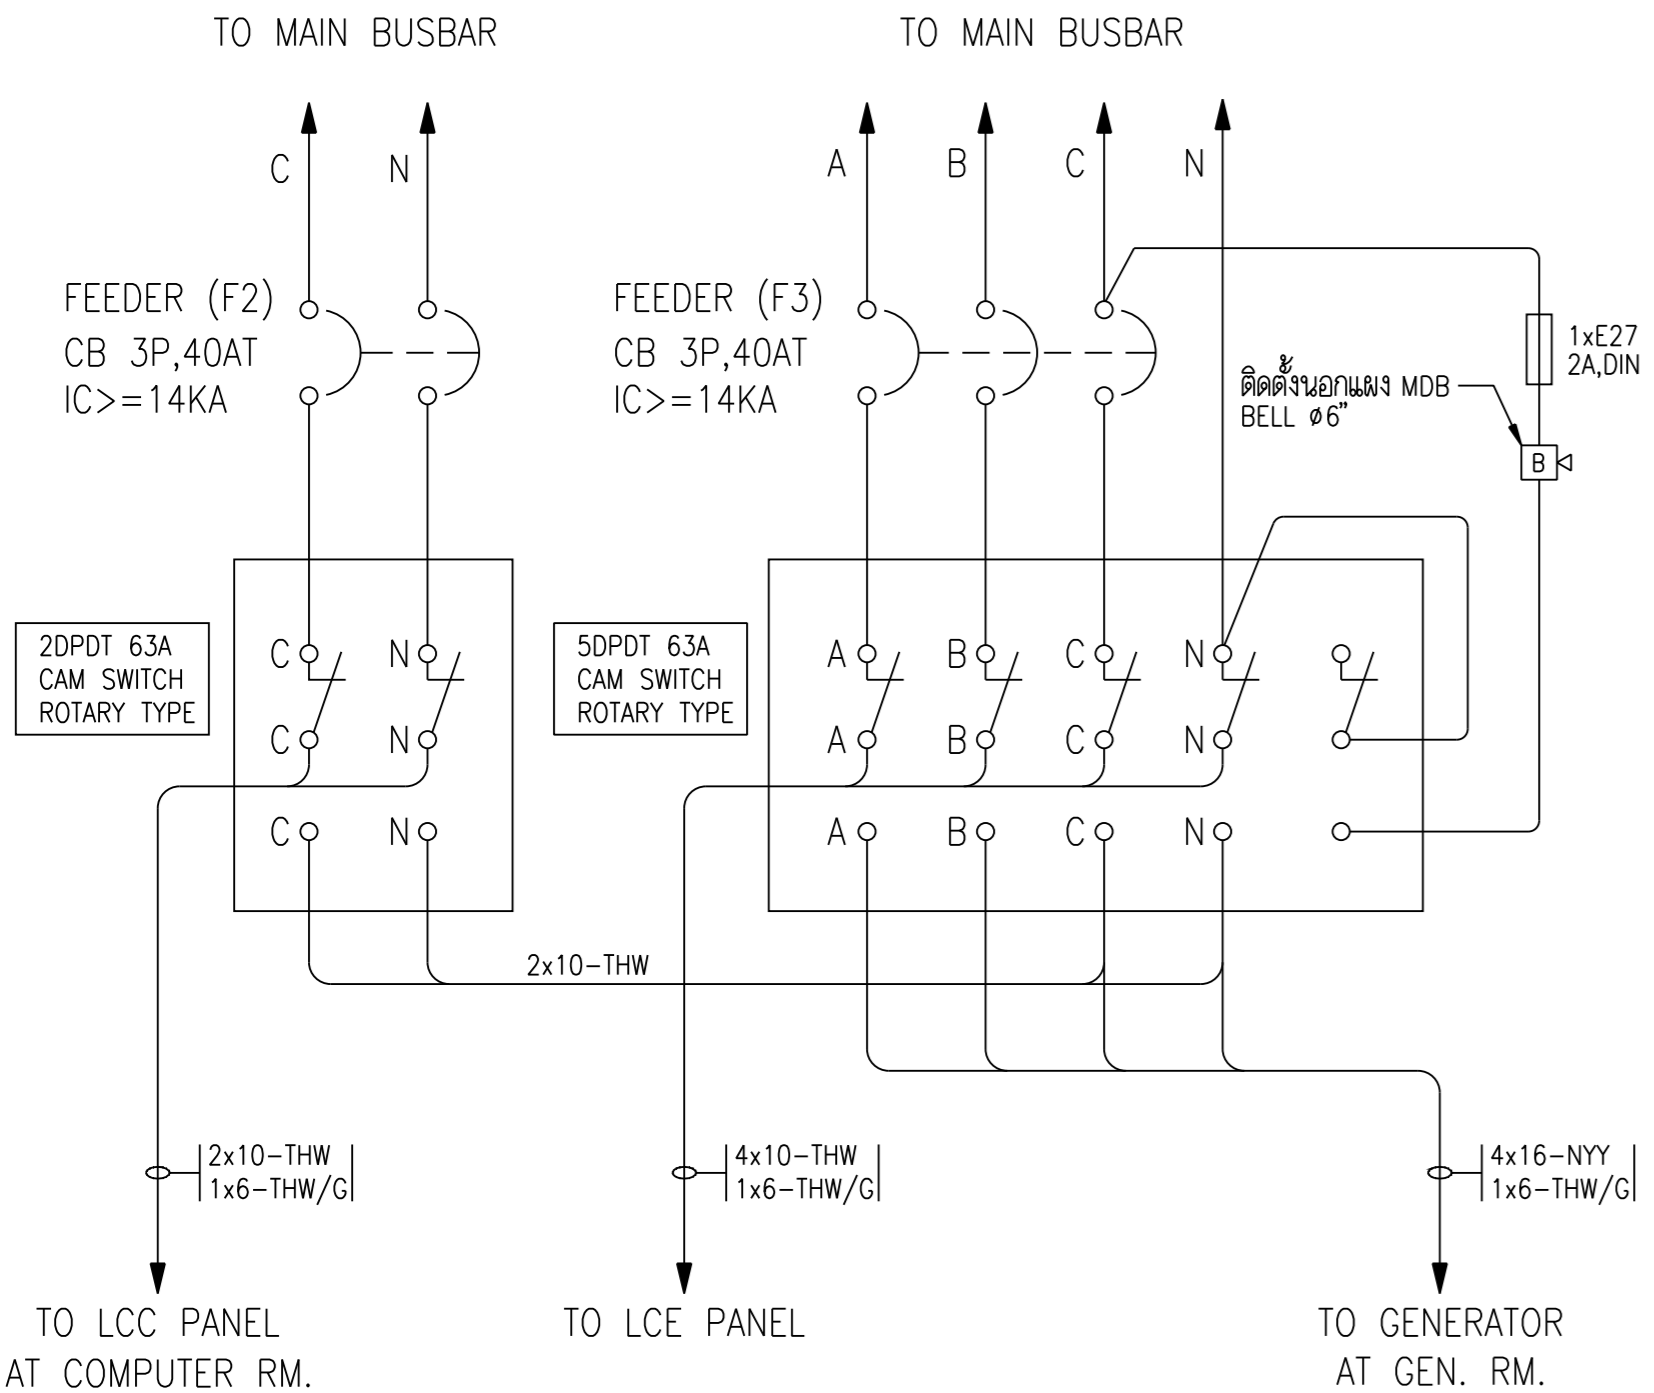 TO MAIN BUSBAR
TO MAIN BUSBAR
C N
A B C N
FEEDER (F2)
CB 3P,40AT
IC>=14KA
FEEDER (F3)
CB 3P,40AT
IC>=14KA
1xE27
2A,DIN
ติดตั้งนอกแผง MDB
BELL ø6"
B
2DPDT 63A
CAM SWITCH
ROTARY TYPE
C N
C N
C N
5DPDT 63A
CAM SWITCH
ROTARY TYPE
A B C N
A B C N
A B C N
2x10-THW
2x10-THW
1x6-THW/G
4x10-THW
1x6-THW/G
4x16-NYY
1x6-THW/G
TO LCC PANEL
AT COMPUTER RM.
TO LCE PANEL
TO GENERATOR
AT GEN. RM.